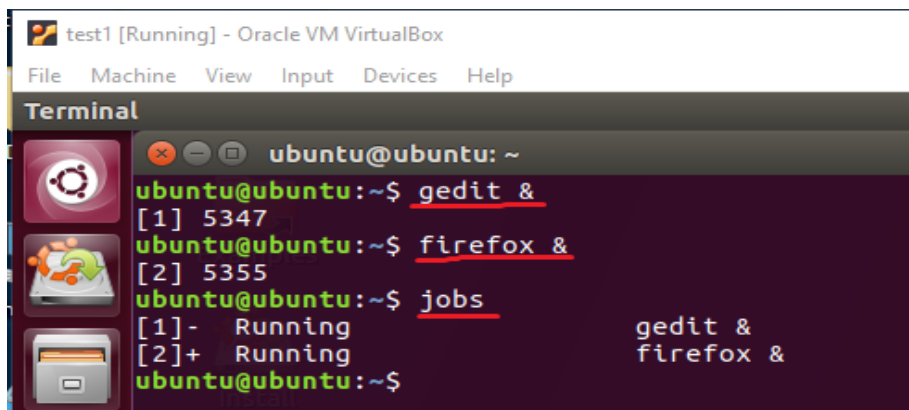 test1 [Running] - Oracle VM VirtualBox
File Machine View Input Devices Help
Terminal
ubuntu@ubuntu: ~
ubuntu@ubuntu:~$ gedit &
[1] 5347
ubuntu@ubuntu:~$ firefox &
[2] 5355
ubuntu@ubuntu:~$ jobs
[1]-  Running                 gedit &
[2]+  Running                 firefox &
ubuntu@ubuntu:~$